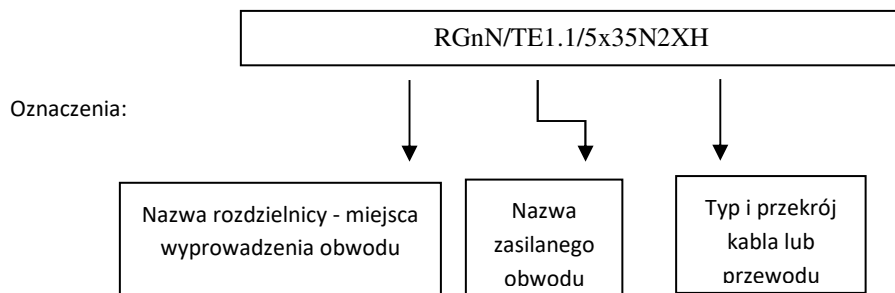 RGnN/TE1.1/5x35N2XH
Oznaczenia:
Nazwa rozdzielnicy - miejsca
wyprowadzenia obwodu
Nazwa
zasilanego
obwodu
Typ i przekrój
kabla lub
przewodu